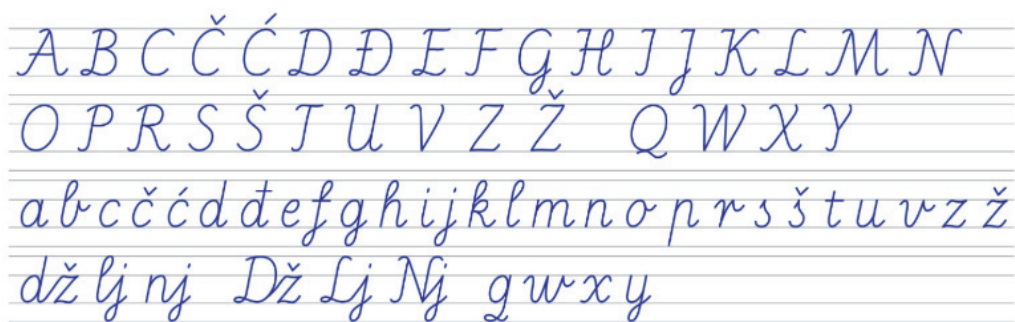 A B C Č Ć D Đ E F G H I J K L M N
O P R S Š T U V Z Ž Q W X Y
a b c č ć d đ e f g h i j k l m n o p r s š t u v z ž
dž lj nj Dž Lj Nj q w x y